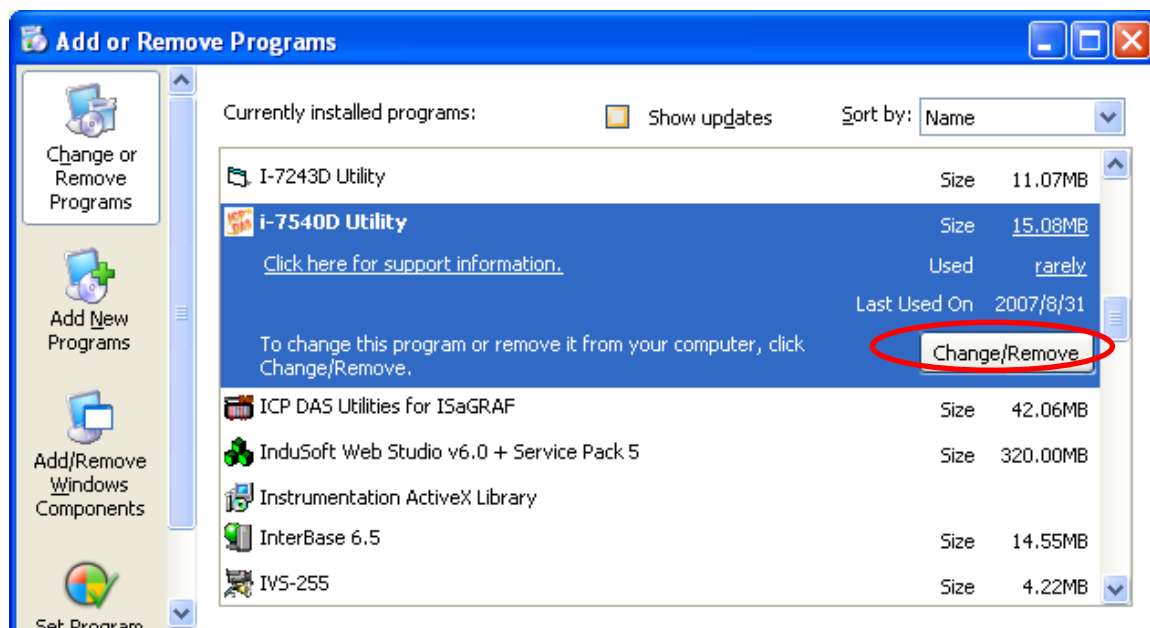 Add or Remove Programs
Change or
Remove
Programs
Add New
Programs
Add/Remove
Windows
Components
Set Program
Currently installed programs:
Show updates
Sort by: Name
I-7243D Utility Size 11.07MB
ICP DAS i-7540D Utility Size 15.08MB
Click here for support information. Used rarely
Last Used On 2007/8/31
To change this program or remove it from your computer, click
Change/Remove.
Change/Remove
ICP DAS Utilities for ISaGRAF Size 42.06MB
InduSoft Web Studio v6.0 + Service Pack 5 Size 320.00MB
Instrumentation ActiveX Library
InterBase 6.5 Size 14.55MB
IVS-255 Size 4.22MB